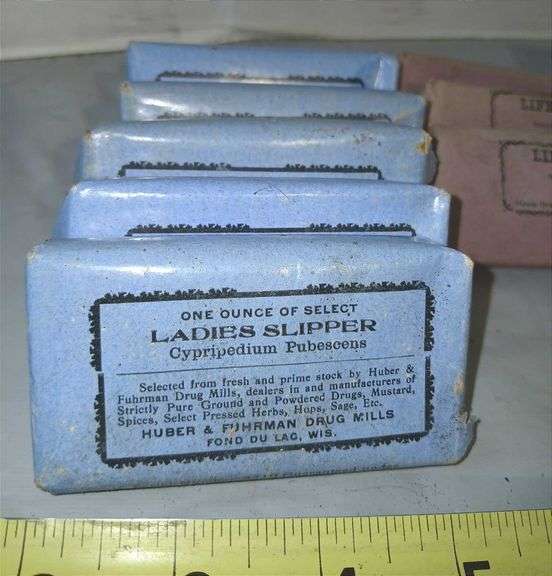 ONE OUNCE OF SELECT
LADIES SLIPPER
Cypripedium Pubescens
Selected from fresh and prime stock by Huber &
Fuhrman Drug Mills, dealers in and manufacturers of
Strictly Pure Ground and Powdered Drugs, Mustard,
Spices, Select Pressed Herbs, Hops, Sage, Etc.
HUBER & FUHRMAN DRUG MILLS
FOND DU LAC, WIS.
4
5